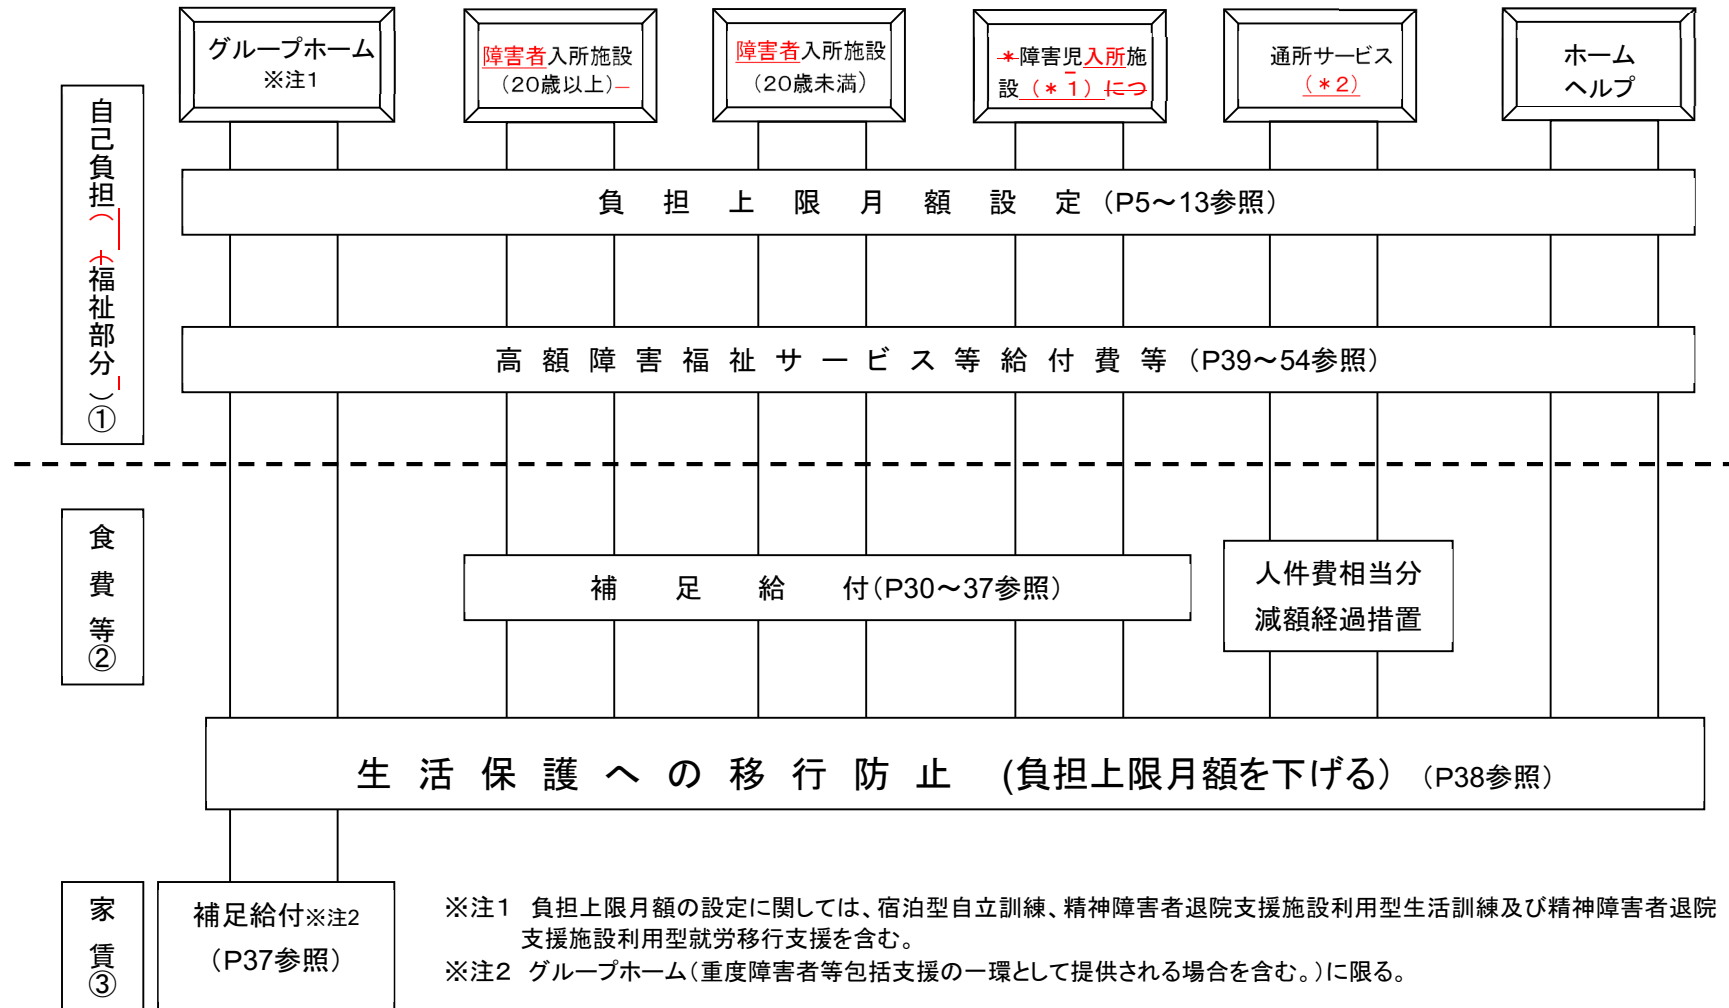 グループホーム
※注1
障害者入所施設
(20歳以上)
障害者入所施設
(20歳未満)
*障害児入所施
設(*1)につ
通所サービス
(*2)
ホーム
ヘルプ
自己負担((福祉部分)①
負担上限月額設定(P5～13参照)
高額障害福祉サービス等給付費等(P39～54参照)
食費等②
補足給付(P30～37参照)
人件費相当分
減額経過措置
生活保護への移行防止 (負担上限月額を下げる) (P38参照)
家賃③
補足給付※注2
(P37参照)
※注1 負担上限月額の設定に関しては、宿泊型自立訓練、精神障害者退院支援施設利用型生活訓練及び精神障害者退院
支援施設利用型就労移行支援を含む。
※注2 グループホーム(重度障害者等包括支援の一環として提供される場合を含む。)に限る。